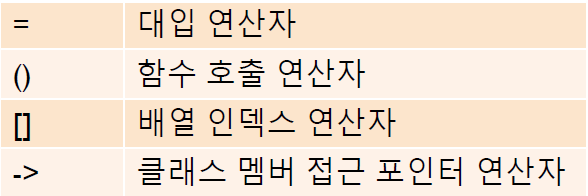 = 대입 연산자
() 함수 호출 연산자
[] 배열 인덱스 연산자
-> 클래스 멤버 접근 포인터 연산자